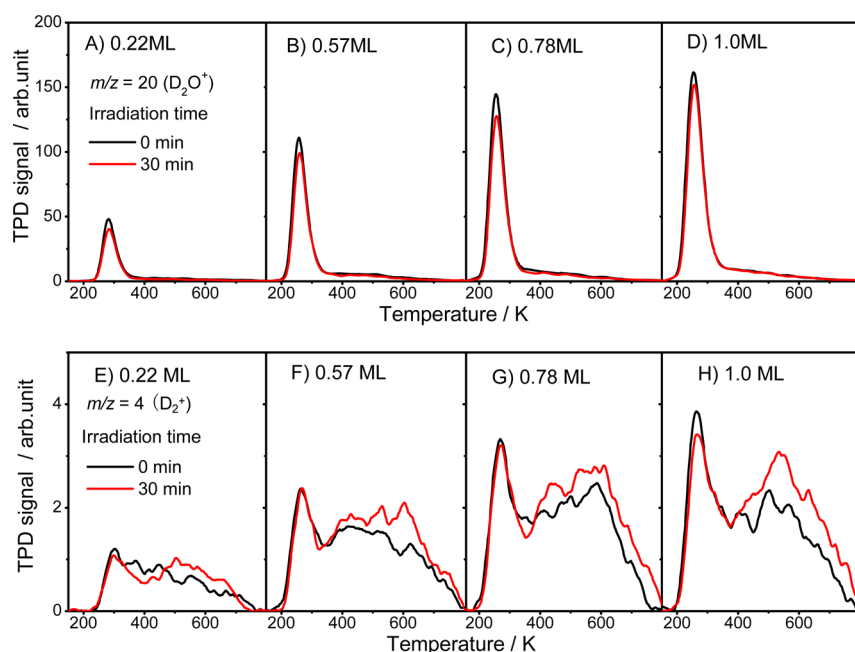 200
150
100
50
0
TPD signal / arb.unit
A) 0.22ML
m/z = 20 (D₂O⁺)
Irradiation time
0 min
30 min
B) 0.57ML
C) 0.78ML
D) 1.0ML
200 400 600 200 400 600 200 400 600 200 400 600
Temperature / K
4
2
0
TPD signal / arb.unit
E) 0.22 ML
m/z = 4 (D₂⁺)
Irradiation time
0 min
30 min
F) 0.57 ML
G) 0.78 ML
H) 1.0 ML
200 400 600 200 400 600 200 400 600 200 400 600
Temperature / K